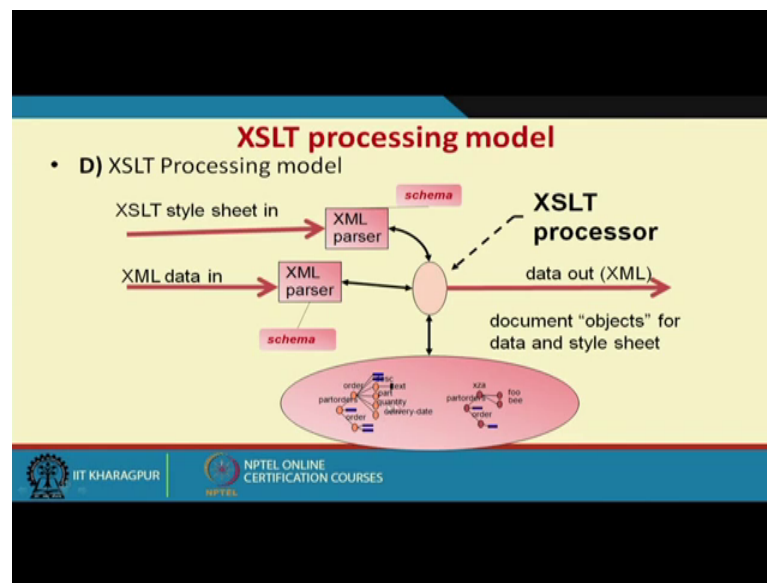 XSLT processing model
• D) XSLT Processing model
schema
XSLT style sheet in
XML
parser
XSLT
processor
XML data in
XML
parser
data out (XML)
schema
document “objects” for
data and style sheet
order
text
part
quantity
partorders
delivery-date
order
xza
foo
bee
partorders
order
IIT KHARAGPUR
NPTEL
NPTEL ONLINE
CERTIFICATION COURSES